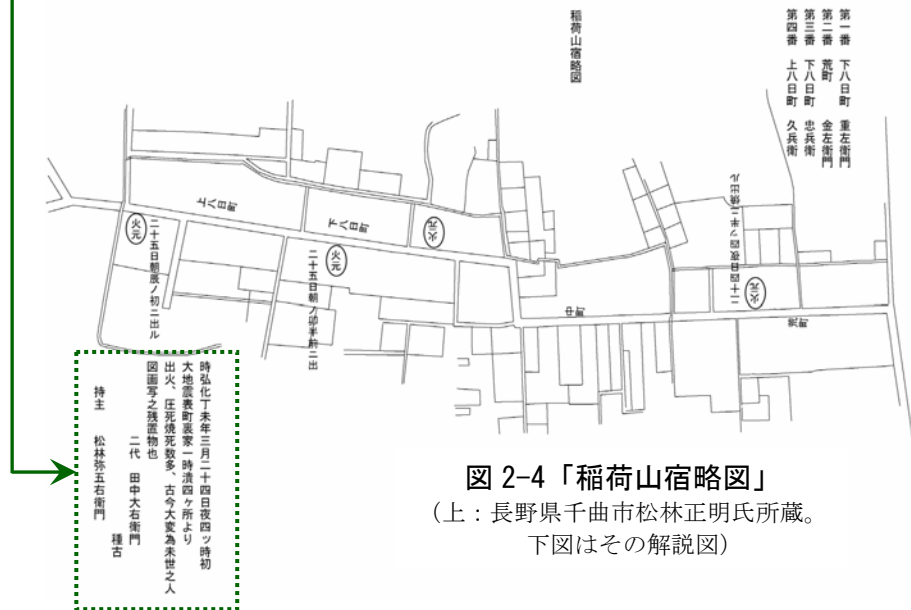 第一番 下八日町 重左衛門
第二番 荒町 金左衛門
第三番 下八日町 忠兵衛
第四番 上八日町 久兵衛
稲荷山宿略図
二十四日夜四ッ半ニ焼出ル
火元
荒町
中町
火元
下八日町
火元
二十五日朝ノ卯半前ニ出
上八日町
火元
二十五日朝辰ノ初ニ出ル
時弘化丁未年三月二十四日夜四ッ時初
大地震表町裏家一時潰四ヶ所より
出火、圧死焼死数多、古今大変為未世之人
図画写之残置物也
二代 田中大右衛門
種古
持主 松林弥五右衛門
図 2-4「稲荷山宿略図」
(上:長野県千曲市松林正明氏所蔵。
下図はその解説図)